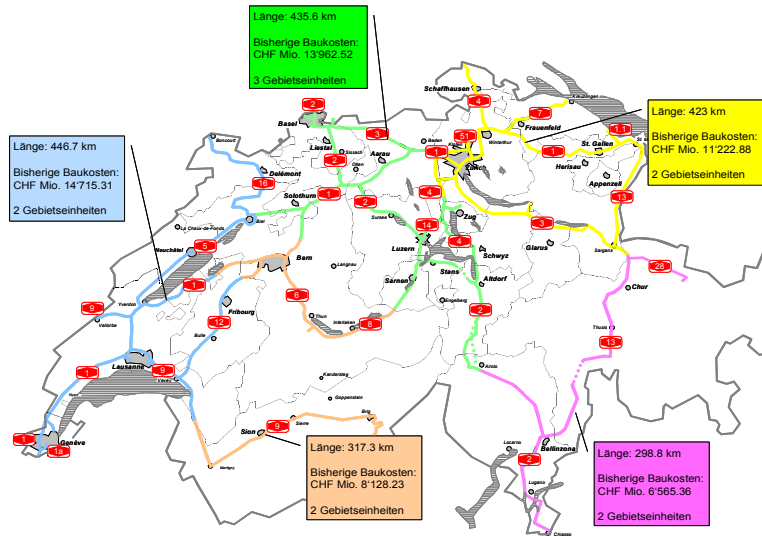 Länge: 435.6 km
Bisherige Baukosten:
CHF Mio. 13'962.52
3 Gebietseinheiten
Länge: 423 km
Bisherige Baukosten:
CHF Mio. 11'222.88
2 Gebietseinheiten
Länge: 446.7 km
Bisherige Baukosten:
CHF Mio. 14'715.31
2 Gebietseinheiten
Länge: 317.3 km
Bisherige Baukosten:
CHF Mio. 8'128.23
2 Gebietseinheiten
Länge: 298.8 km
Bisherige Baukosten:
CHF Mio. 6'565.36
2 Gebietseinheiten
Schaffhausen
4
Kreuzlingen
7
Frauenfeld
Basel
2
Liestal
Sissach
3
Baden
1
51
Winterthur
Zürich
1
St. Gallen
11
Herisau
Appenzell
13
Boncourt
Delémont
16
2
Olten
Aarau
Solothurn
1
2
Sursee
4
Zug
14
Luzern
4
Schwyz
3
Glarus
Sargans
La Chaux-de-Fonds
Biel
Neuchâtel
5
Bern
Langnau
Stans
Sarnen
Engelberg
Altdorf
2
28
Chur
Thusis
13
9
Vallorbe
Yverdon
1
12
Fribourg
Bulle
6
Thun
Interlaken
8
Airolo
Kandersteg
Goppenstein
1
Lausanne
9
Vevey
Nyon
1
Genève
1a
Sion
9
Sierre
Brig
Martigny
Locarno
2
Bellinzona
Lugano
Chiasso